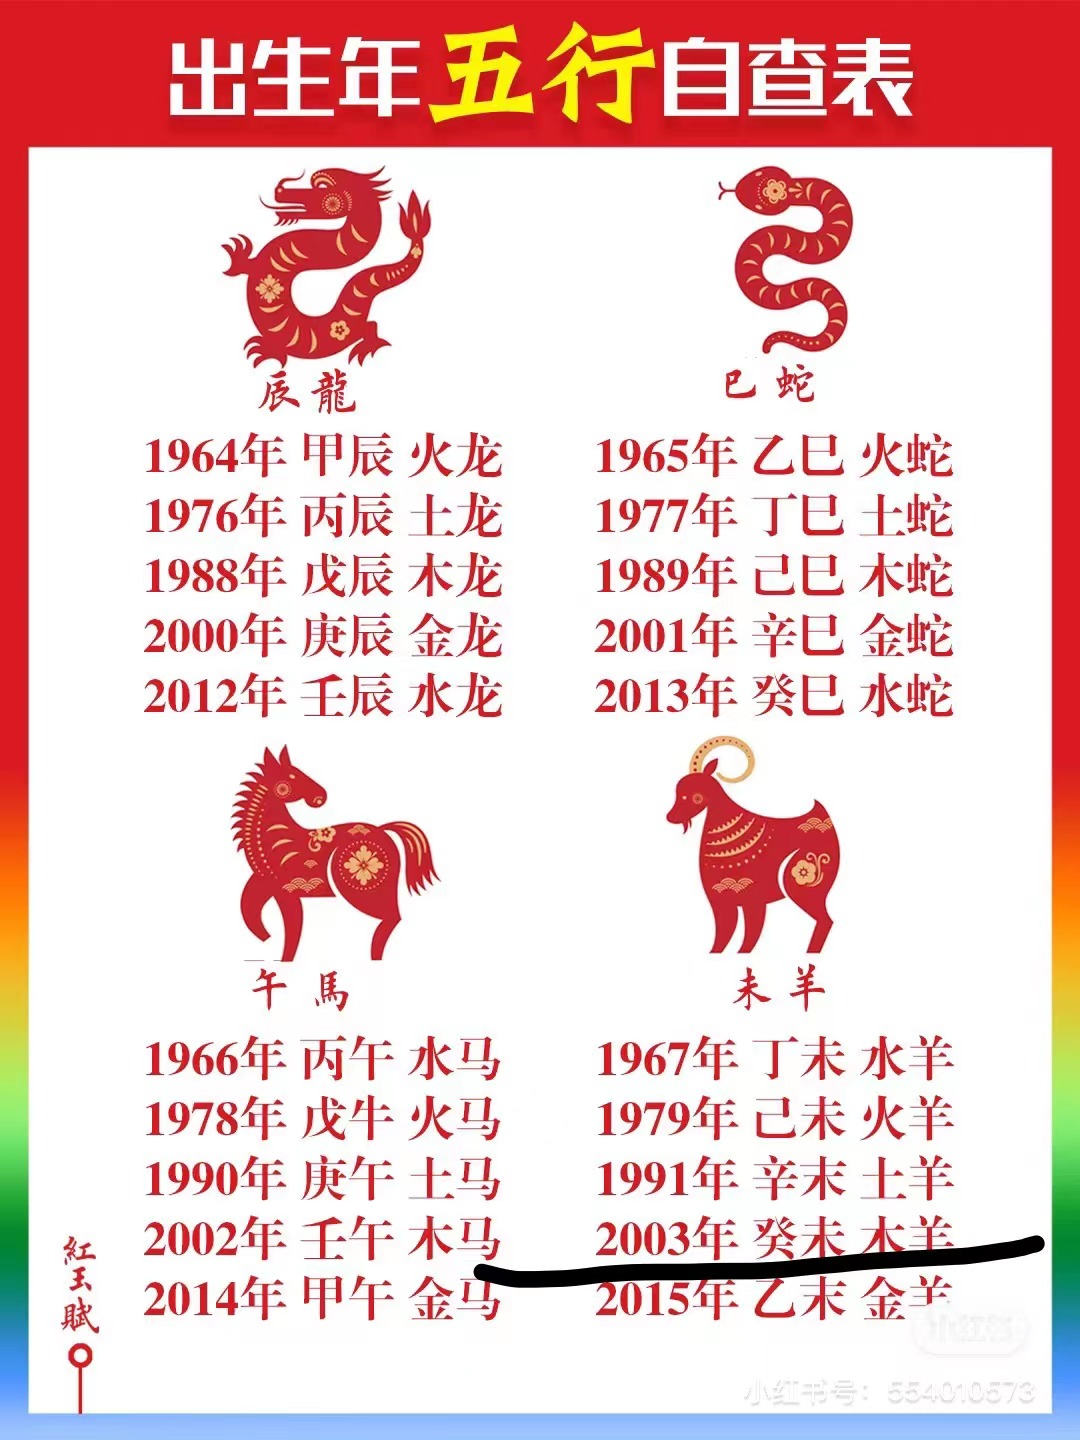 出生年五行自查表
辰龍
1964年 甲辰 火龙
1976年 丙辰 土龙
1988年 戊辰 木龙
2000年 庚辰 金龙
2012年 壬辰 水龙
巳蛇
1965年 乙巳 火蛇
1977年 丁巳 土蛇
1989年 己巳 木蛇
2001年 辛巳 金蛇
2013年 癸巳 水蛇
午馬
1966年 丙午 水马
1978年 戊牛 火马
1990年 庚午 土马
2002年 壬午 木马
2014年 甲午 金马
未羊
1967年 丁未 水羊
1979年 己未 火羊
1991年 辛末 土羊
2003年 癸未 木羊
2015年 乙末 金羊
紅玉賦
小红书
小红书号：554010573